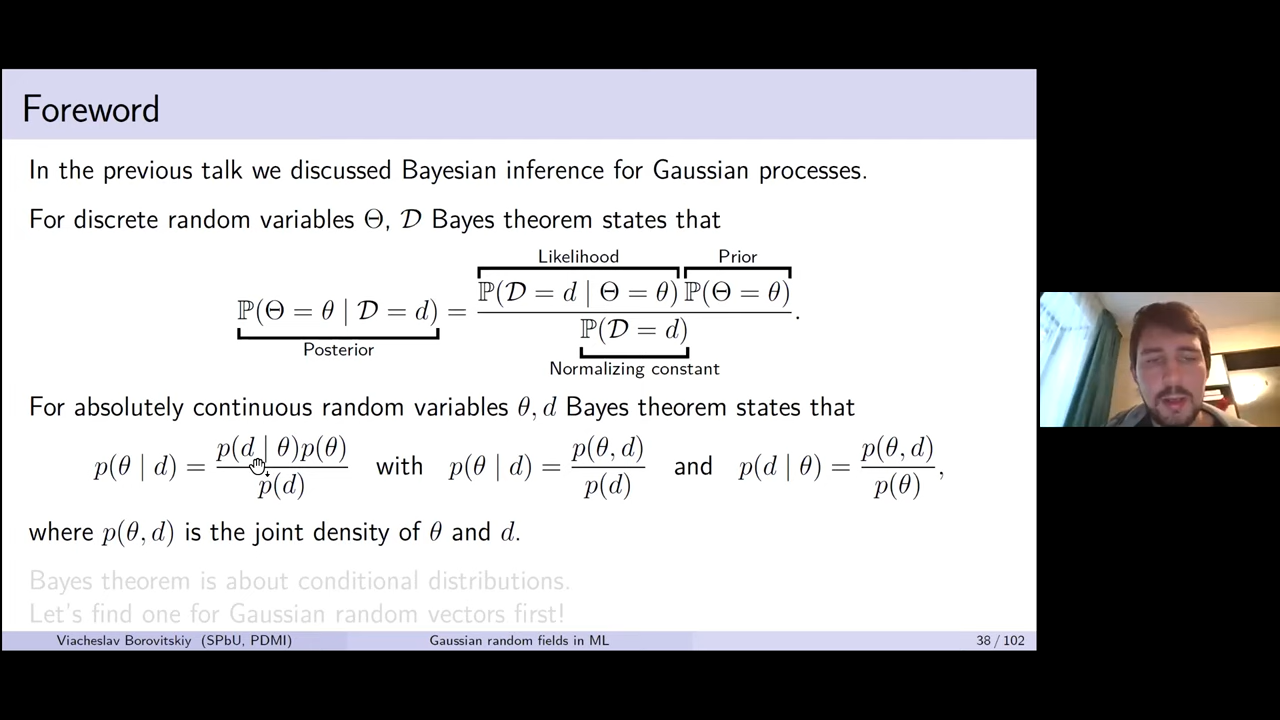 Foreword
In the previous talk we discussed Bayesian inference for Gaussian processes.
For discrete random variables Θ, 𝒟 Bayes theorem states that
Likelihood Prior
ℙ(𝒟 = d | Θ = θ) ℙ(Θ = θ)
ℙ(Θ = θ | 𝒟 = d) = .
ℙ(𝒟 = d)
Posterior
Normalizing constant
For absolutely continuous random variables θ, d Bayes theorem states that
p(θ | d) = p(d | θ)p(θ) / p(d) with p(θ | d) = p(θ, d) / p(d) and p(d | θ) = p(θ, d) / p(θ),
where p(θ, d) is the joint density of θ and d.
Bayes theorem is about conditional distributions.
Let's find one for Gaussian random vectors first!
Viacheslav Borovitskiy (SPbU, PDMI) Gaussian random fields in ML 38 / 102